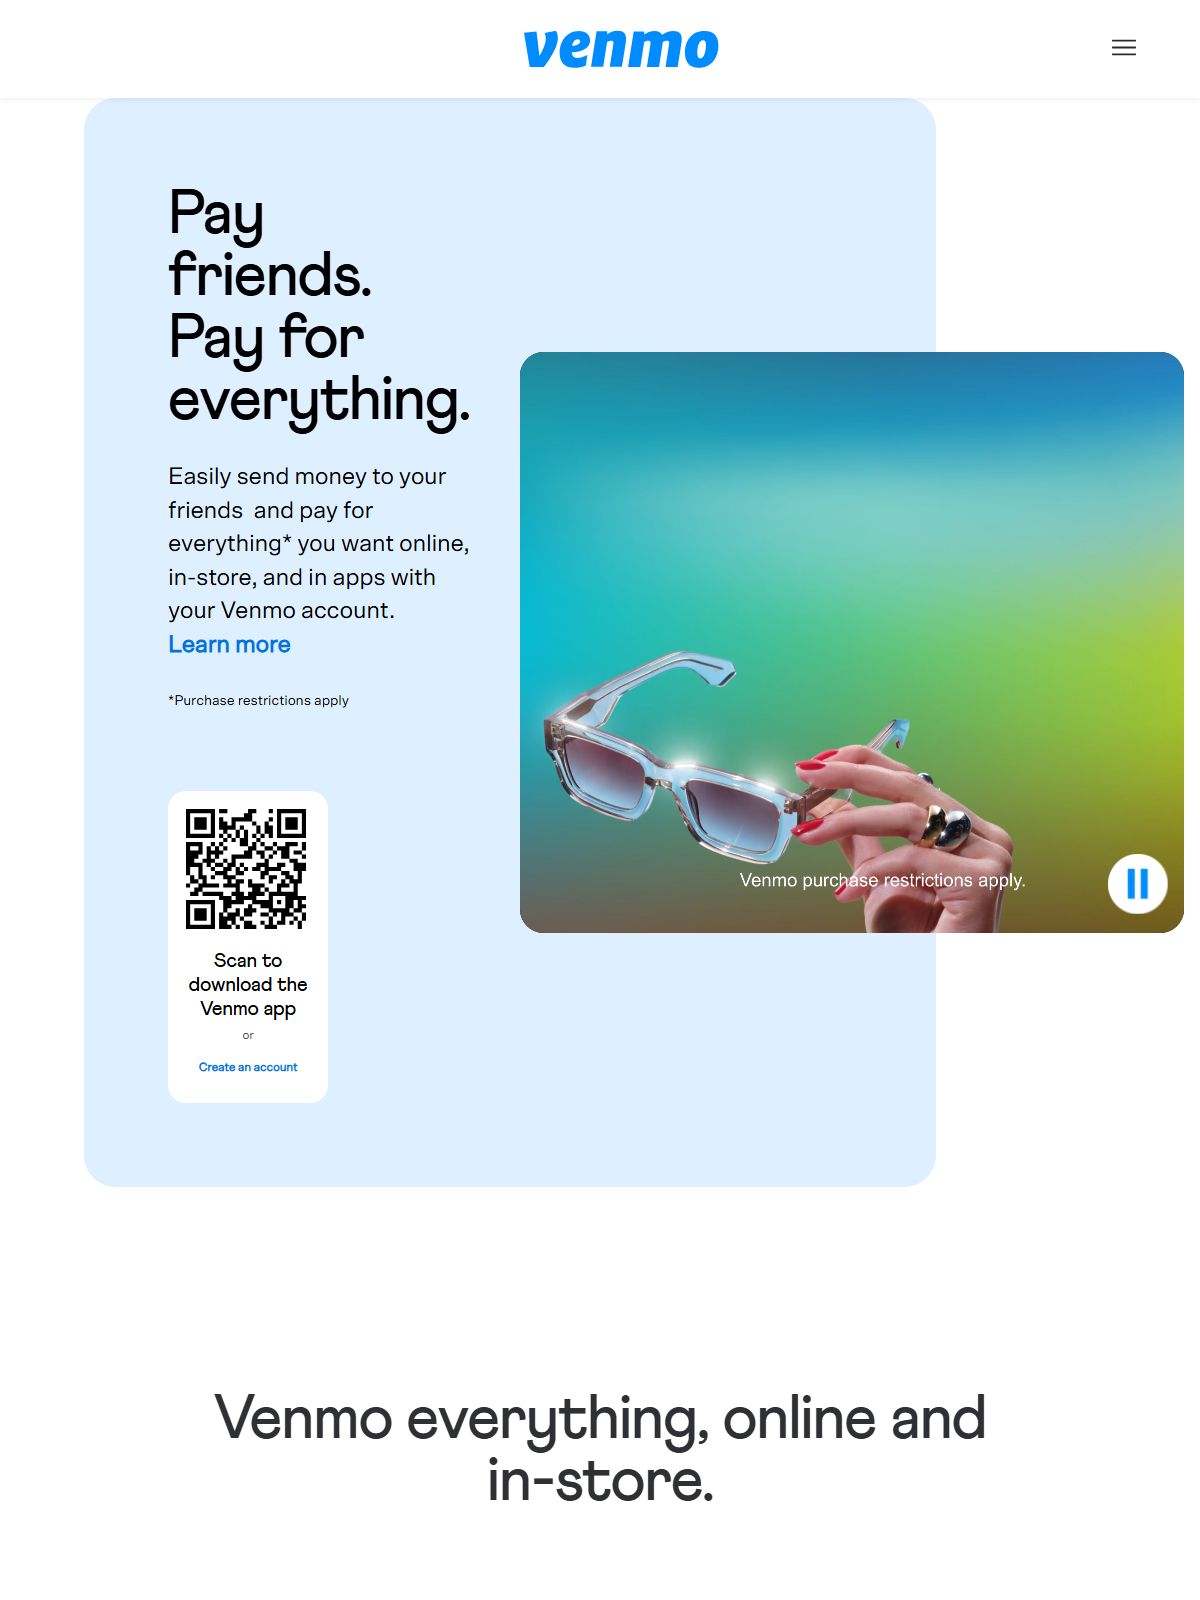 venmo
Pay
friends.
Pay for
everything.
Easily send money to your
friends  and pay for
everything* you want online,
in-store, and in apps with
your Venmo account.
Learn more
*Purchase restrictions apply
Scan to
download the
Venmo app
or
Create an account
Venmo purchase restrictions apply.
Venmo everything, online and
in-store.